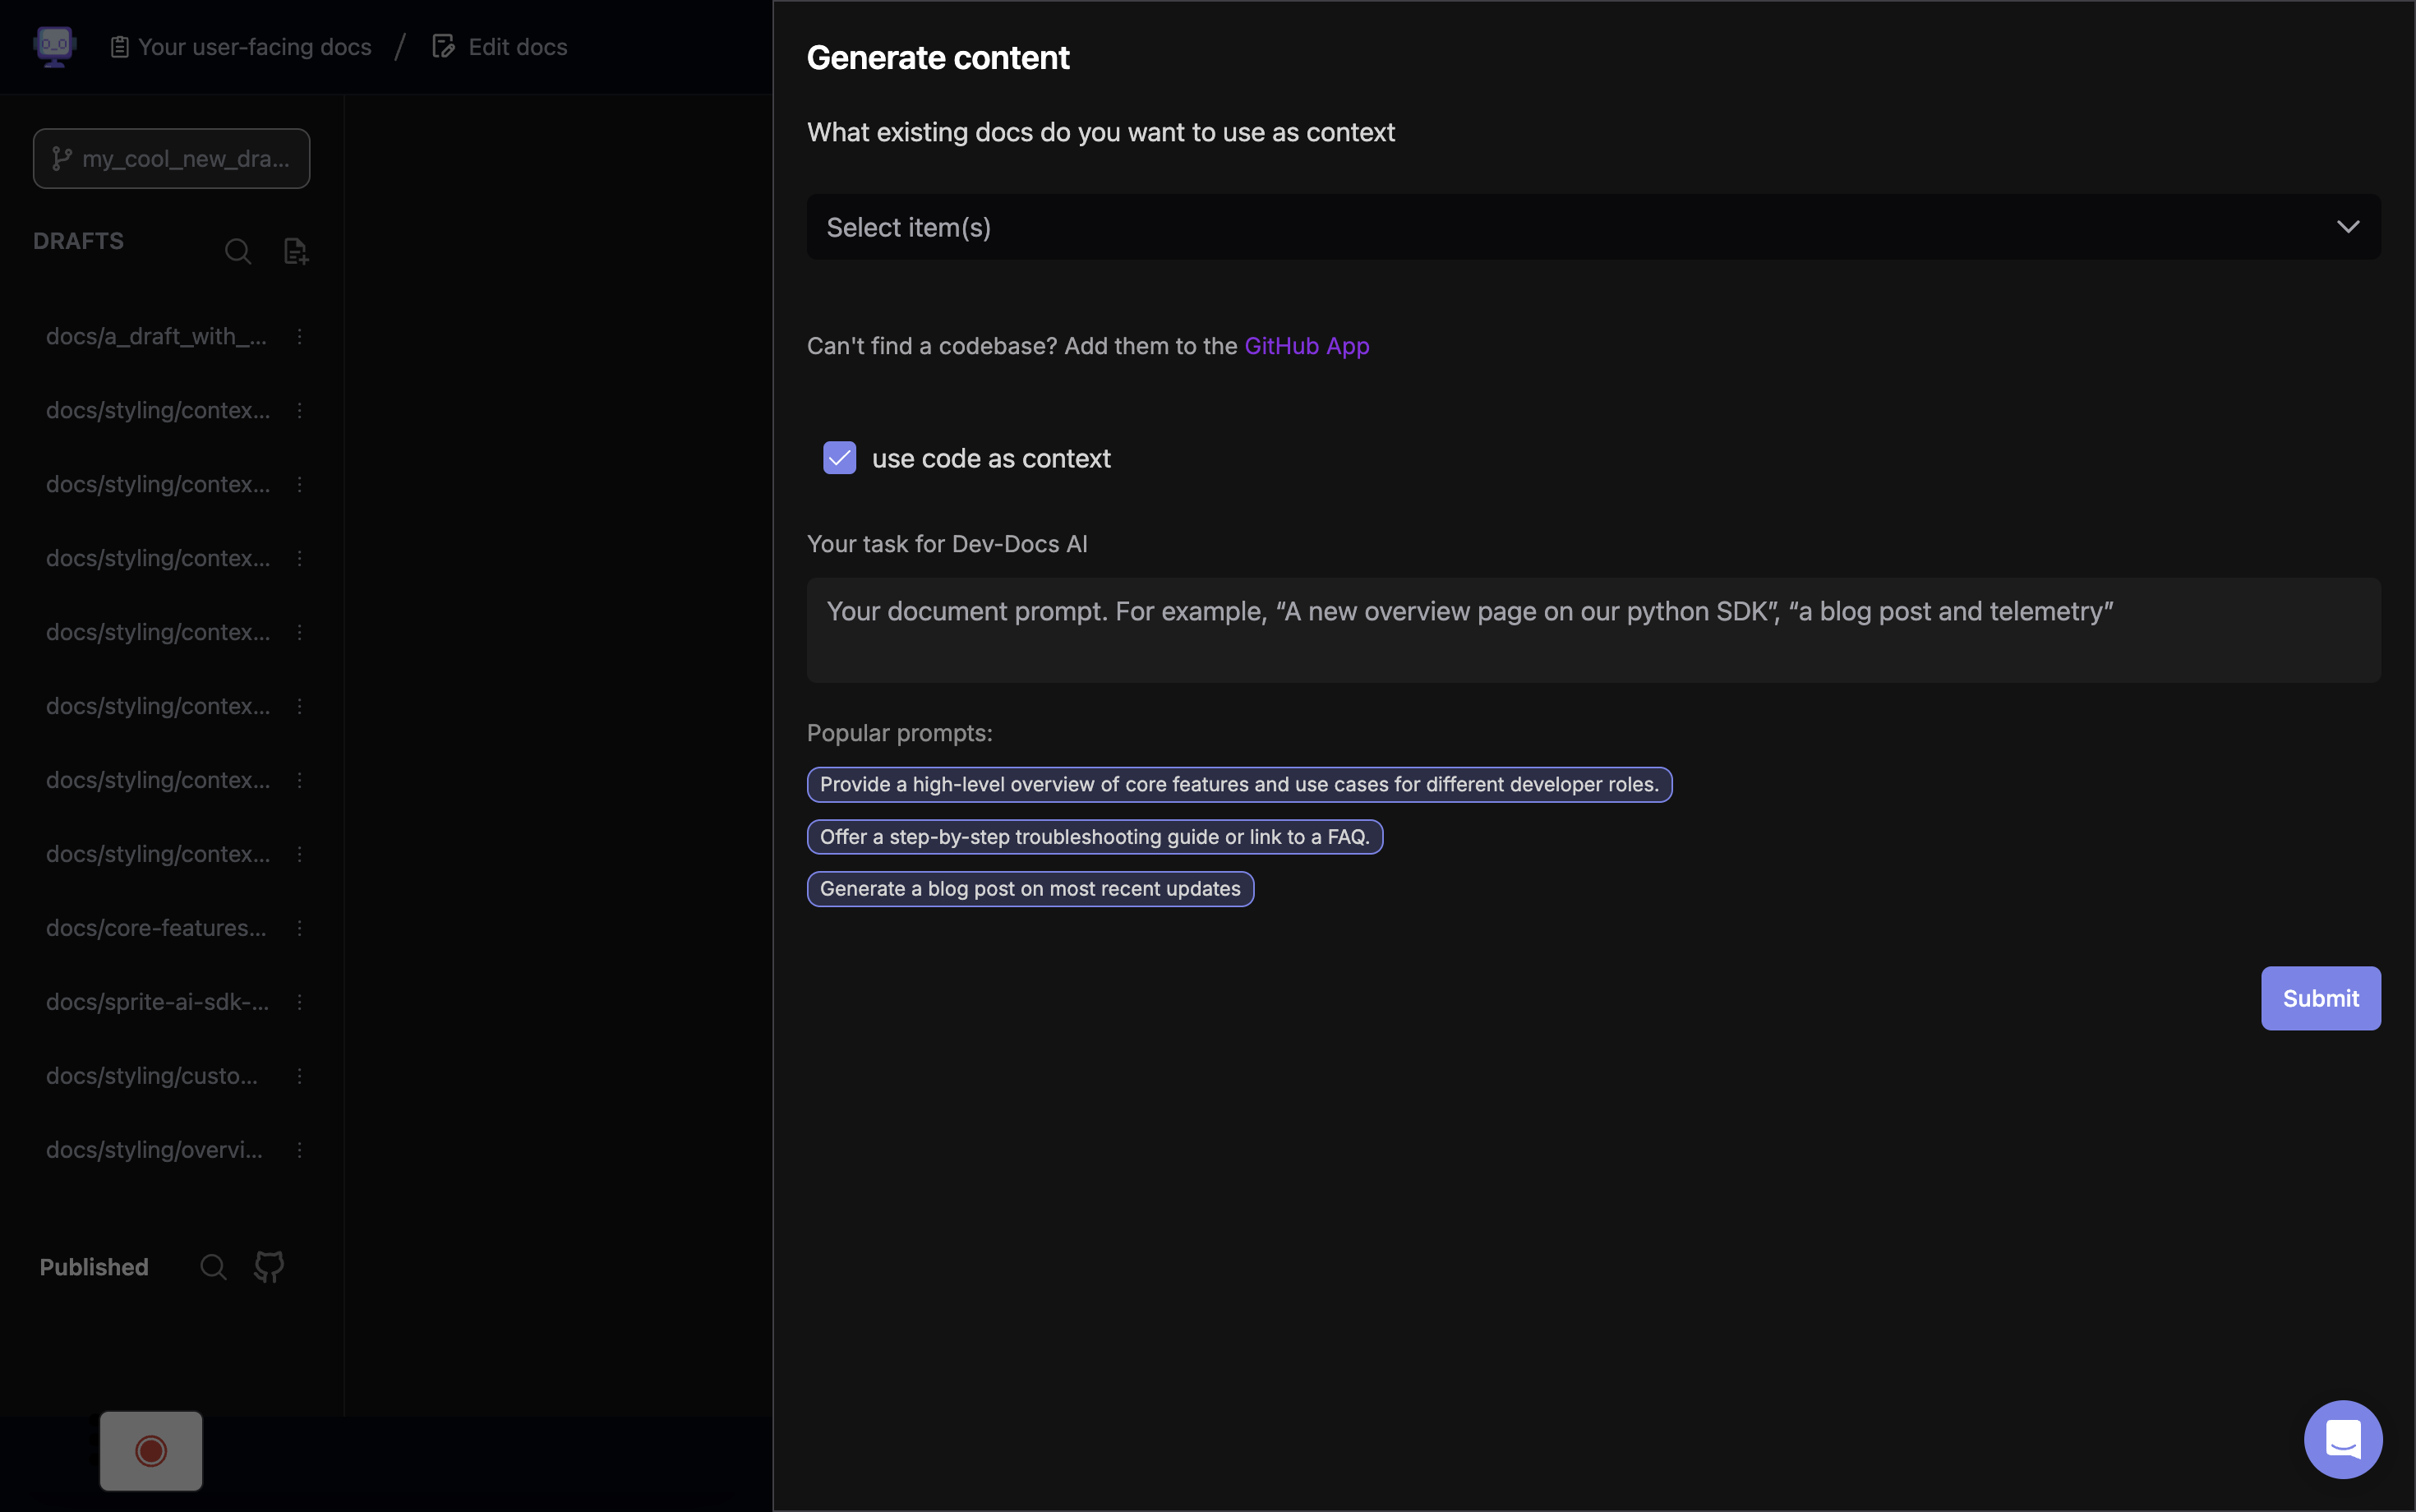 Your user-facing docs / Edit docs
my_cool_new_dra...
DRAFTS
docs/a_draft_with_...
docs/styling/contex...
docs/styling/contex...
docs/styling/contex...
docs/styling/contex...
docs/styling/contex...
docs/styling/contex...
docs/styling/contex...
docs/core-features...
docs/sprite-ai-sdk-...
docs/styling/custo...
docs/styling/overvi...
Published
Generate content
What existing docs do you want to use as context
Select item(s)
Can't find a codebase? Add them to the GitHub App
use code as context
Your task for Dev-Docs AI
Your document prompt. For example, “A new overview page on our python SDK”, “a blog post and telemetry”
Popular prompts:
Provide a high-level overview of core features and use cases for different developer roles.
Offer a step-by-step troubleshooting guide or link to a FAQ.
Generate a blog post on most recent updates
Submit